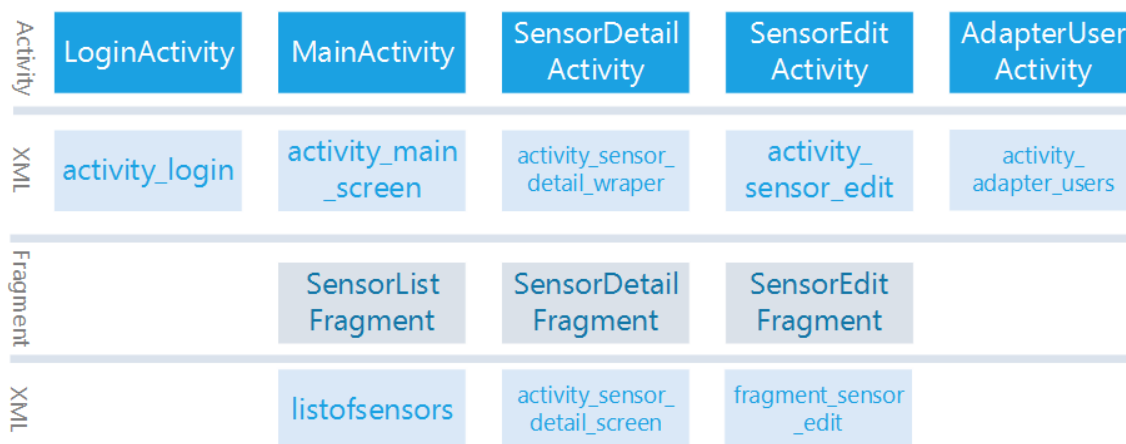 Activity
LoginActivity
MainActivity
SensorDetail
Activity
SensorEdit
Activity
AdapterUser
Activity
XML
activity_login
activity_main
_screen
activity_sensor_
detail_wraper
activity_
sensor_edit
activity_
adapter_users
Fragment
SensorList
Fragment
SensorDetail
Fragment
SensorEdit
Fragment
XML
listofsensors
activity_sensor_
detail_screen
fragment_sensor
_edit